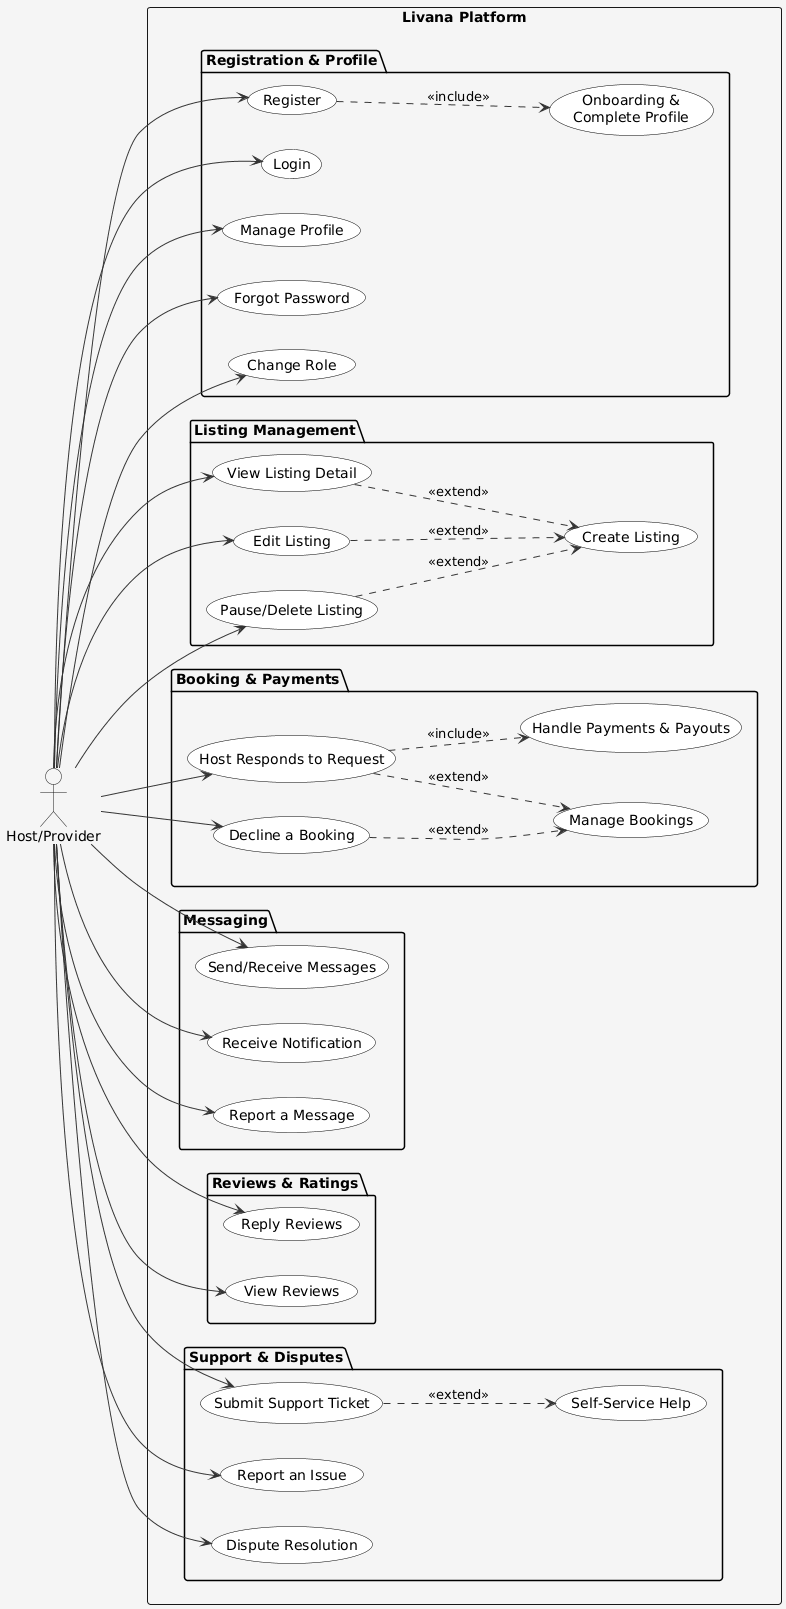 Livana Platform
Registration & Profile
Register
«include»
Onboarding &
Complete Profile
Login
Manage Profile
Forgot Password
Change Role
Listing Management
View Listing Detail
«extend»
Edit Listing
«extend»
Create Listing
«extend»
Pause/Delete Listing
Booking & Payments
Host Responds to Request
«include»
Handle Payments & Payouts
«extend»
Decline a Booking
«extend»
Manage Bookings
Host/Provider
Messaging
Send/Receive Messages
Receive Notification
Report a Message
Reviews & Ratings
Reply Reviews
View Reviews
Support & Disputes
Submit Support Ticket
«extend»
Self-Service Help
Report an Issue
Dispute Resolution